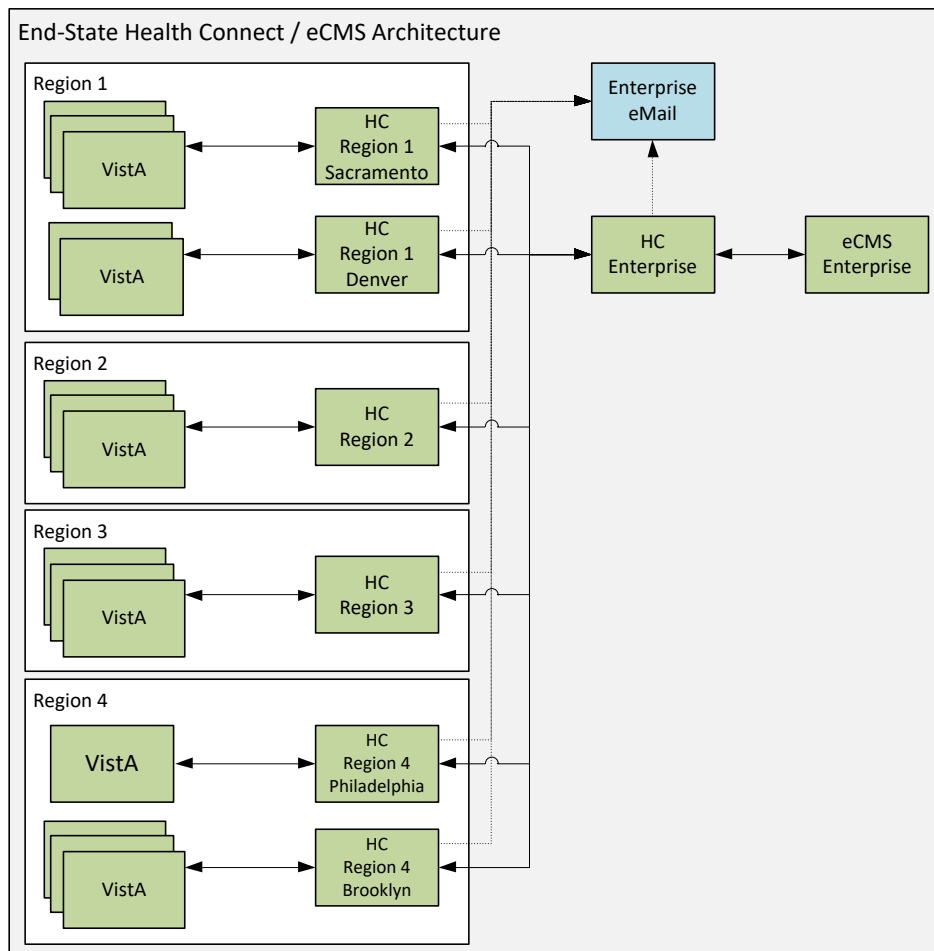 End-State Health Connect / eCMS Architecture
Region 1
VistA
HC
Region 1
Sacramento
VistA
HC
Region 1
Denver
Enterprise
eMail
HC
Enterprise
eCMS
Enterprise
Region 2
VistA
HC
Region 2
Region 3
VistA
HC
Region 3
Region 4
VistA
HC
Region 4
Philadelphia
VistA
HC
Region 4
Brooklyn